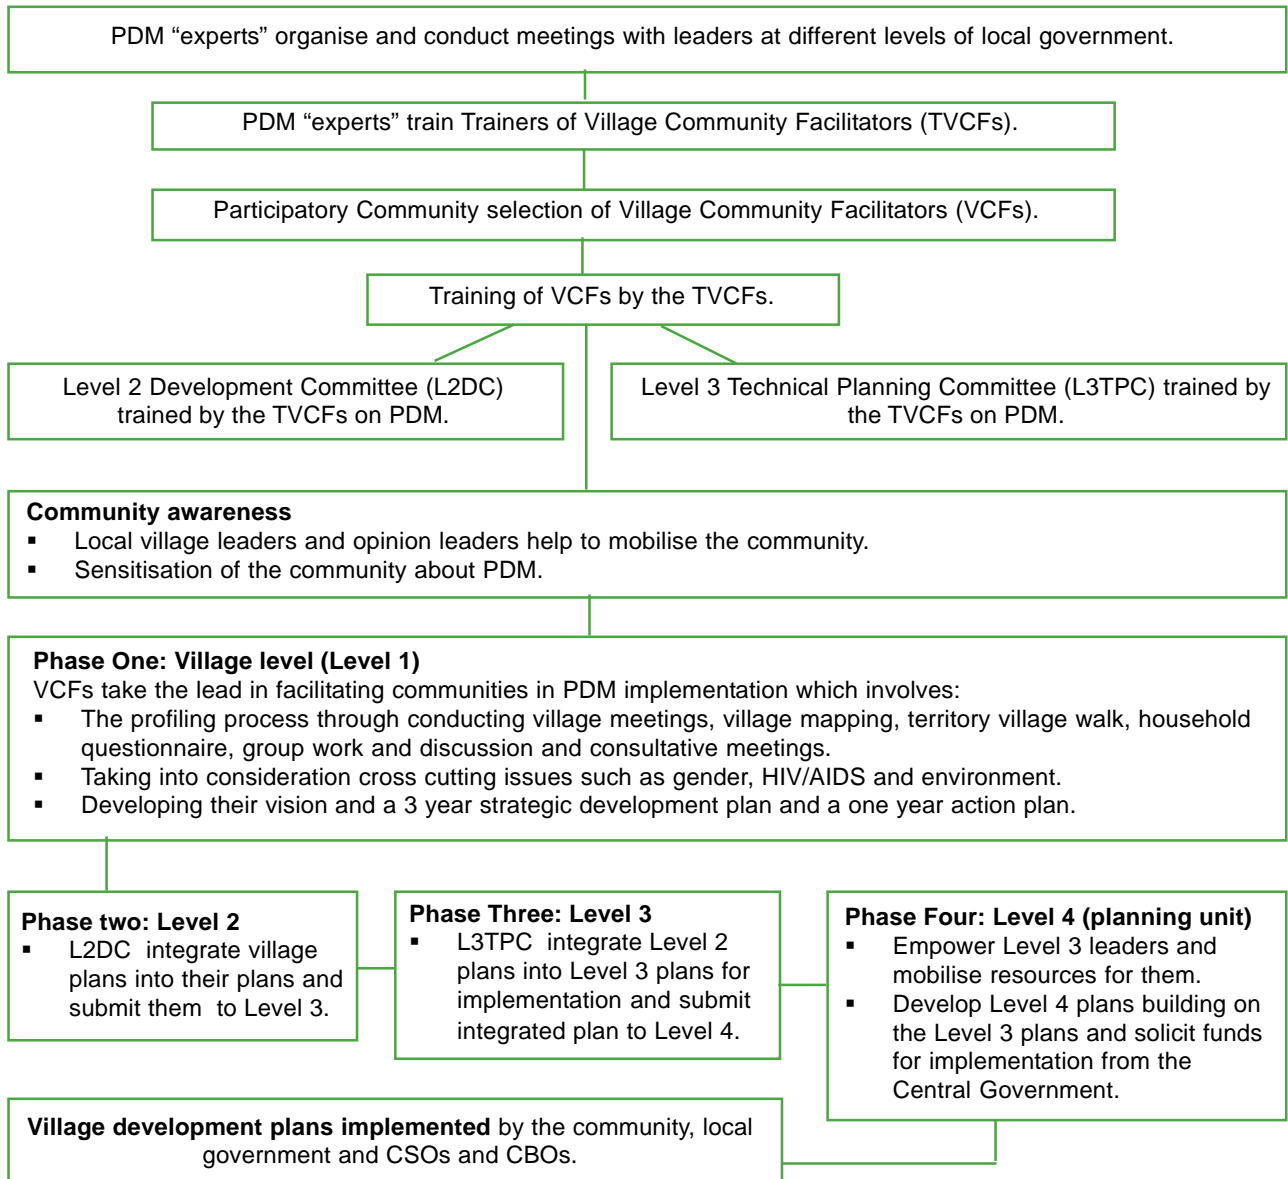 PDM “experts” organise and conduct meetings with leaders at different levels of local government.
PDM “experts” train Trainers of Village Community Facilitators (TVCFs).
Participatory Community selection of Village Community Facilitators (VCFs).
Training of VCFs by the TVCFs.
Level 2 Development Committee (L2DC)
trained by the TVCFs on PDM.
Level 3 Technical Planning Committee (L3TPC) trained by
the TVCFs on PDM.
Community awareness
▪ Local village leaders and opinion leaders help to mobilise the community.
▪ Sensitisation of the community about PDM.
Phase One: Village level (Level 1)
VCFs take the lead in facilitating communities in PDM implementation which involves:
▪ The profiling process through conducting village meetings, village mapping, territory village walk, household
questionnaire, group work and discussion and consultative meetings.
▪ Taking into consideration cross cutting issues such as gender, HIV/AIDS and environment.
▪ Developing their vision and a 3 year strategic development plan and a one year action plan.
Phase two: Level 2
▪ L2DC integrate village
plans into their plans and
submit them to Level 3.
Phase Three: Level 3
▪ L3TPC integrate Level 2
plans into Level 3 plans for
implementation and submit
integrated plan to Level 4.
Phase Four: Level 4 (planning unit)
▪ Empower Level 3 leaders and
mobilise resources for them.
▪ Develop Level 4 plans building on
the Level 3 plans and solicit funds
for implementation from the
Central Government.
Village development plans implemented by the community, local
government and CSOs and CBOs.